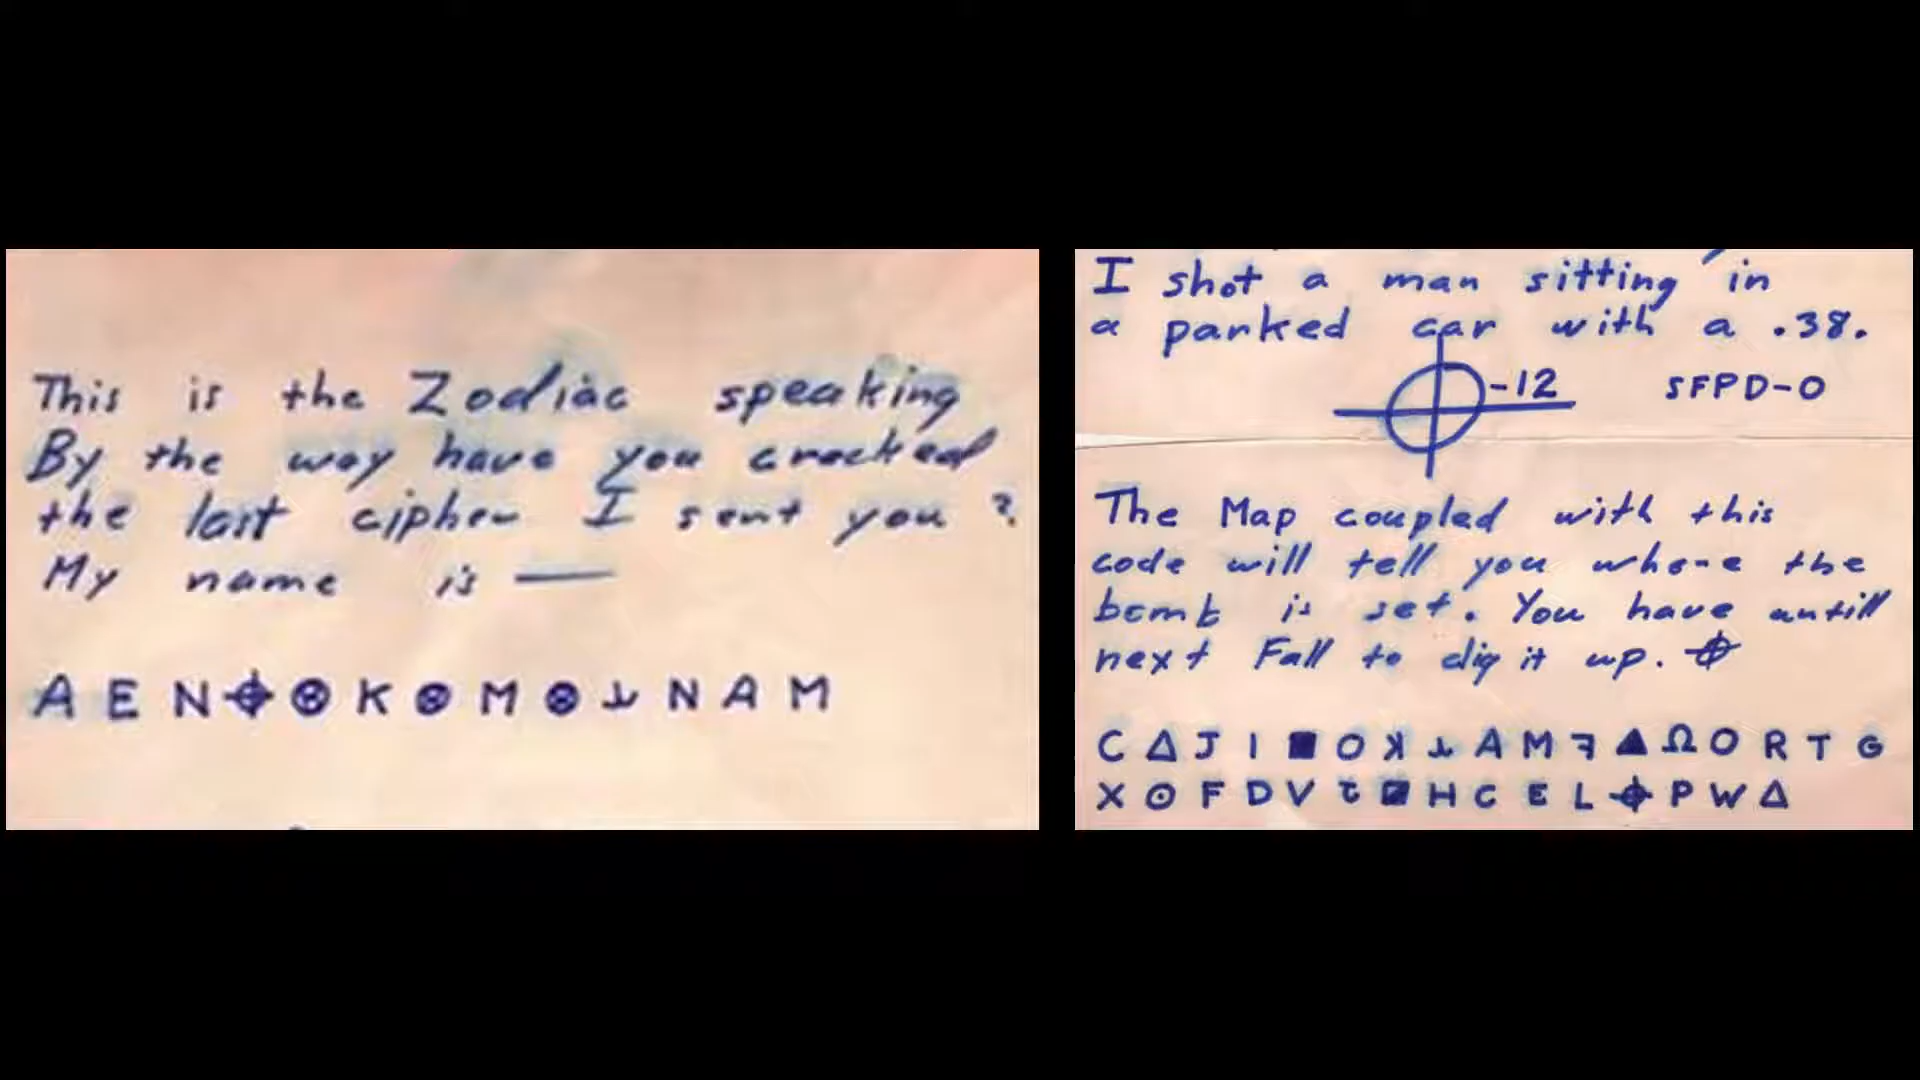 This is the Zodiac speaking
By the way have you cracked
the last cipher I sent you ?
My name is —
A E N ⌖ ⊗ K ⊗ M ⊗ ⅄ N A M
I shot a man sitting in
a parked car with a .38.
⌖-12 SFPD-0
The Map coupled with this
code will tell you where the
bomb is set. You have untill
next Fall to dig it up. ⌖
C Δ J I ■ O ꓘ ⅄ A M ꟻ ▲ Ω O R T G
X ⊙ F D V H C E L ⌖ P W Δ